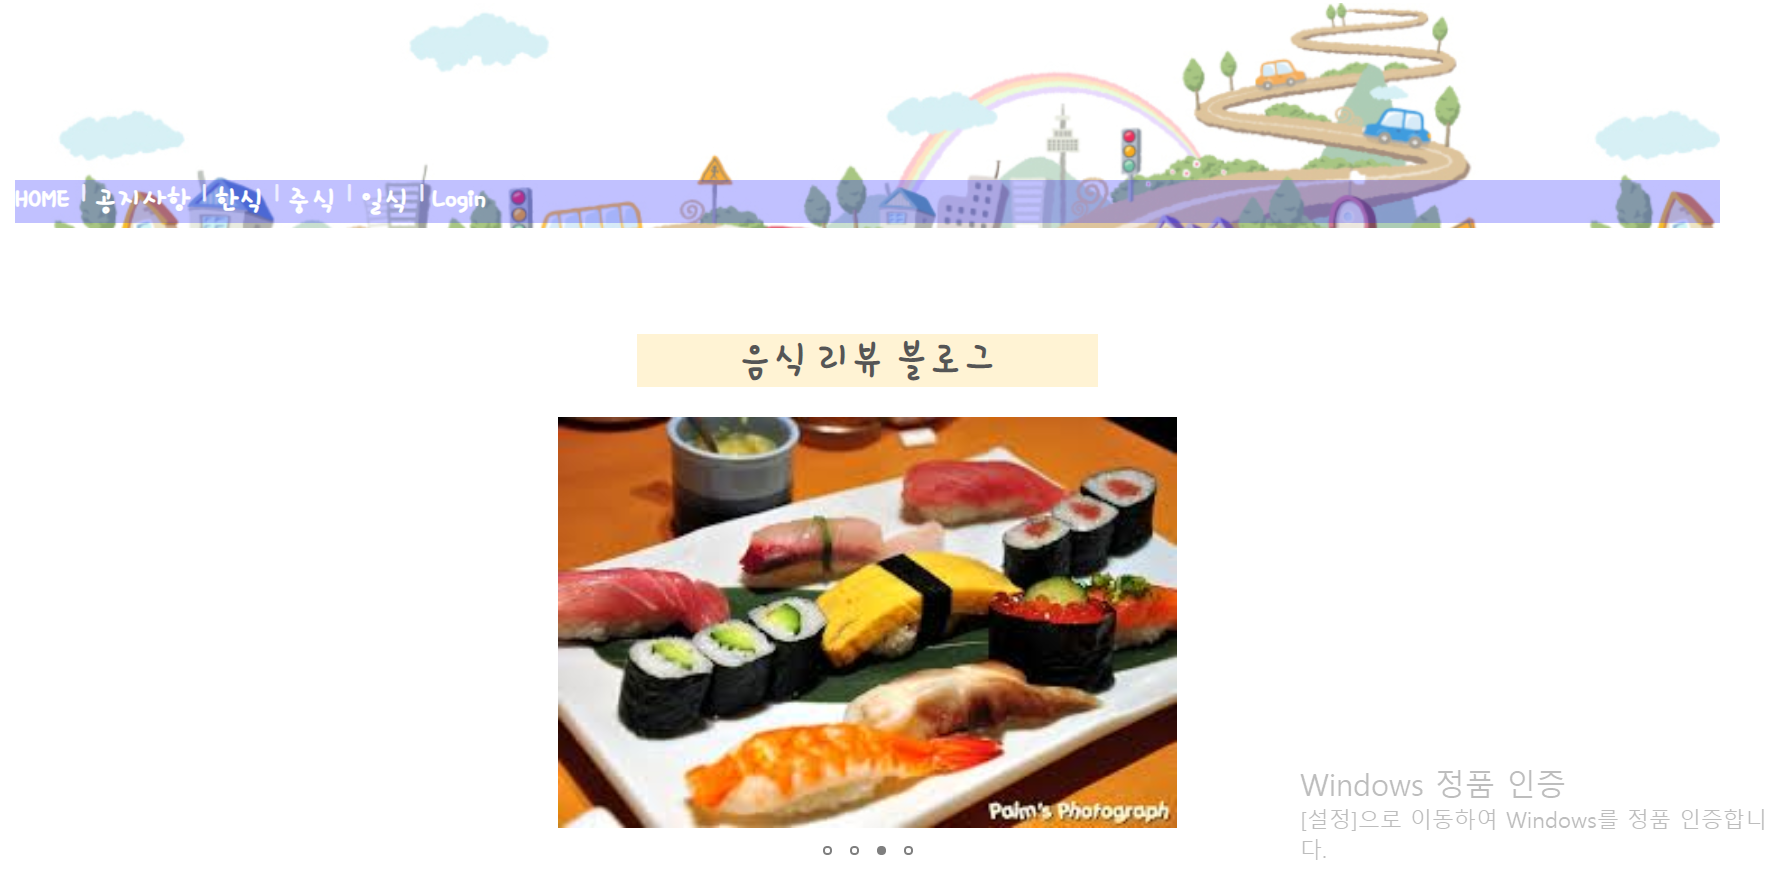 HOME | 공지사항 | 한식 | 중식 | 일식 | Login
음식 리뷰 블로그
Palm's Photograph
Windows 정품 인증
[설정]으로 이동하여 Windows를 정품 인증합니
다.